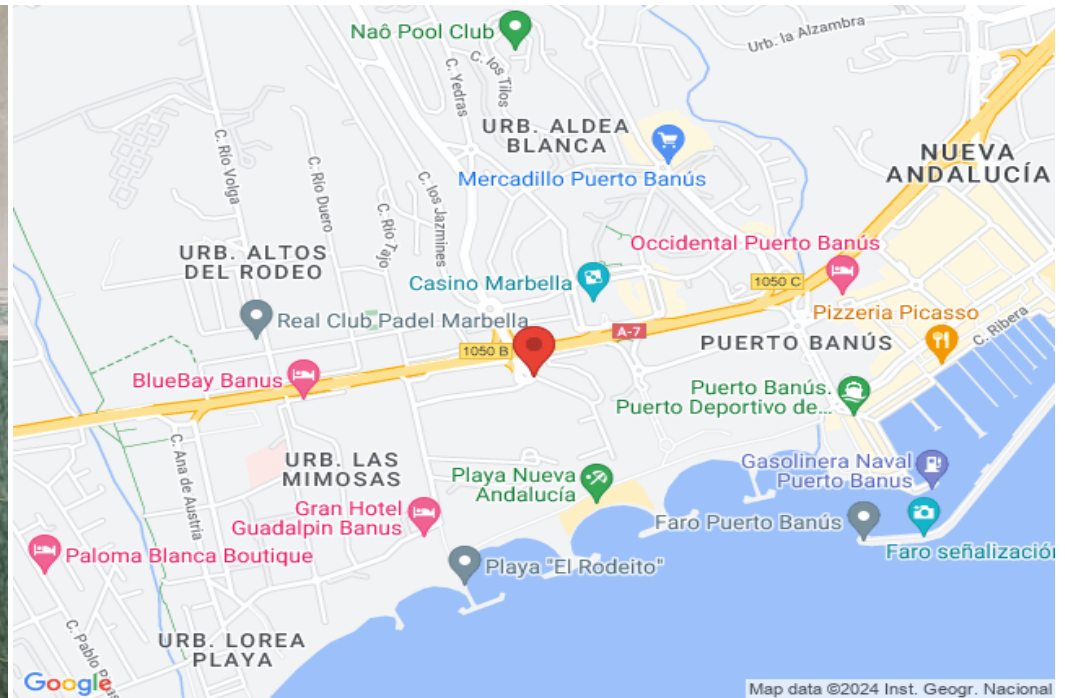 Naô Pool Club
Urb. la Alzambra
C. Yedras
C. los Tilos
URB. ALDEA
BLANCA
NUEVA
ANDALUCÍA
Mercadillo Puerto Banús
C. Río Volga
C. Río Duero
C. Río Tajo
C. los Jazmines
URB. ALTOS
DEL RODEO
Occidental Puerto Banús
Casino Marbella
1050 C
Real Club Padel Marbella
Pizzeria Picasso
C. Ribera
A-7
1050 B
PUERTO BANÚS
BlueBay Banus
Puerto Banús.
Puerto Deportivo de...
C. Ana de Austria
URB. LAS
MIMOSAS
Playa Nueva
Andalucía
Gasolinera Naval
Puerto Banus
Gran Hotel
Guadalpin Banus
Faro Puerto Banús
Paloma Blanca Boutique
Playa "El Rodeito"
Faro señalización
C. Pablo
URB. LOREA
PLAYA
Google
Map data ©2024 Inst. Geogr. Nacional